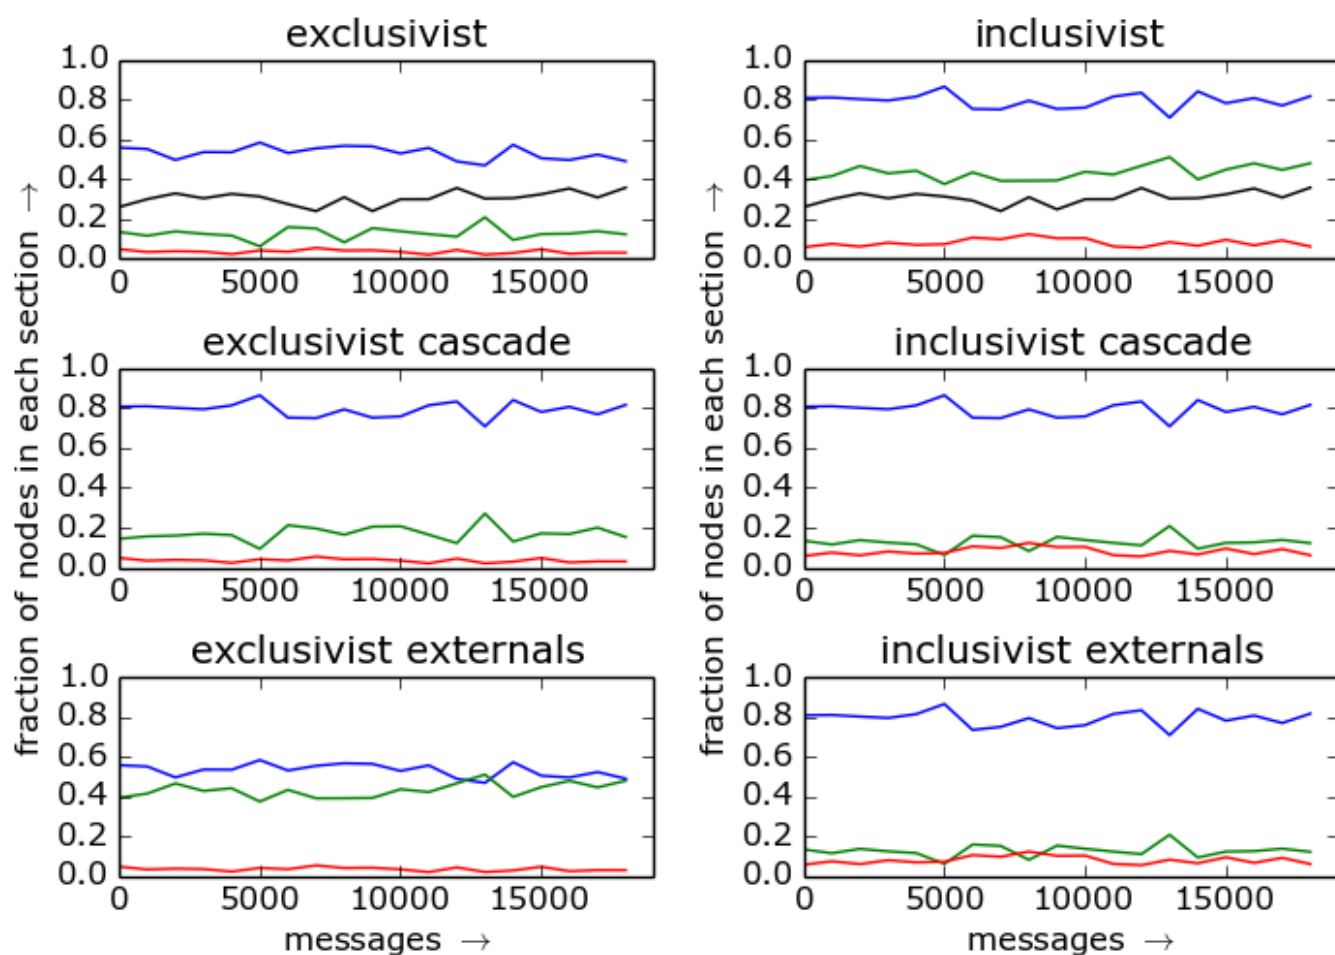 exclusivist
1.0
0.8
0.6
0.4
0.2
0.0
0 5000 10000 15000
inclusivist
1.0
0.8
0.6
0.4
0.2
0.0
0 5000 10000 15000
exclusivist cascade
1.0
0.8
0.6
0.4
0.2
0.0
0 5000 10000 15000
inclusivist cascade
1.0
0.8
0.6
0.4
0.2
0.0
0 5000 10000 15000
exclusivist externals
1.0
0.8
0.6
0.4
0.2
0.0
0 5000 10000 15000
inclusivist externals
1.0
0.8
0.6
0.4
0.2
0.0
0 5000 10000 15000
fraction of nodes in each section →
fraction of nodes in each section →
messages →
messages →